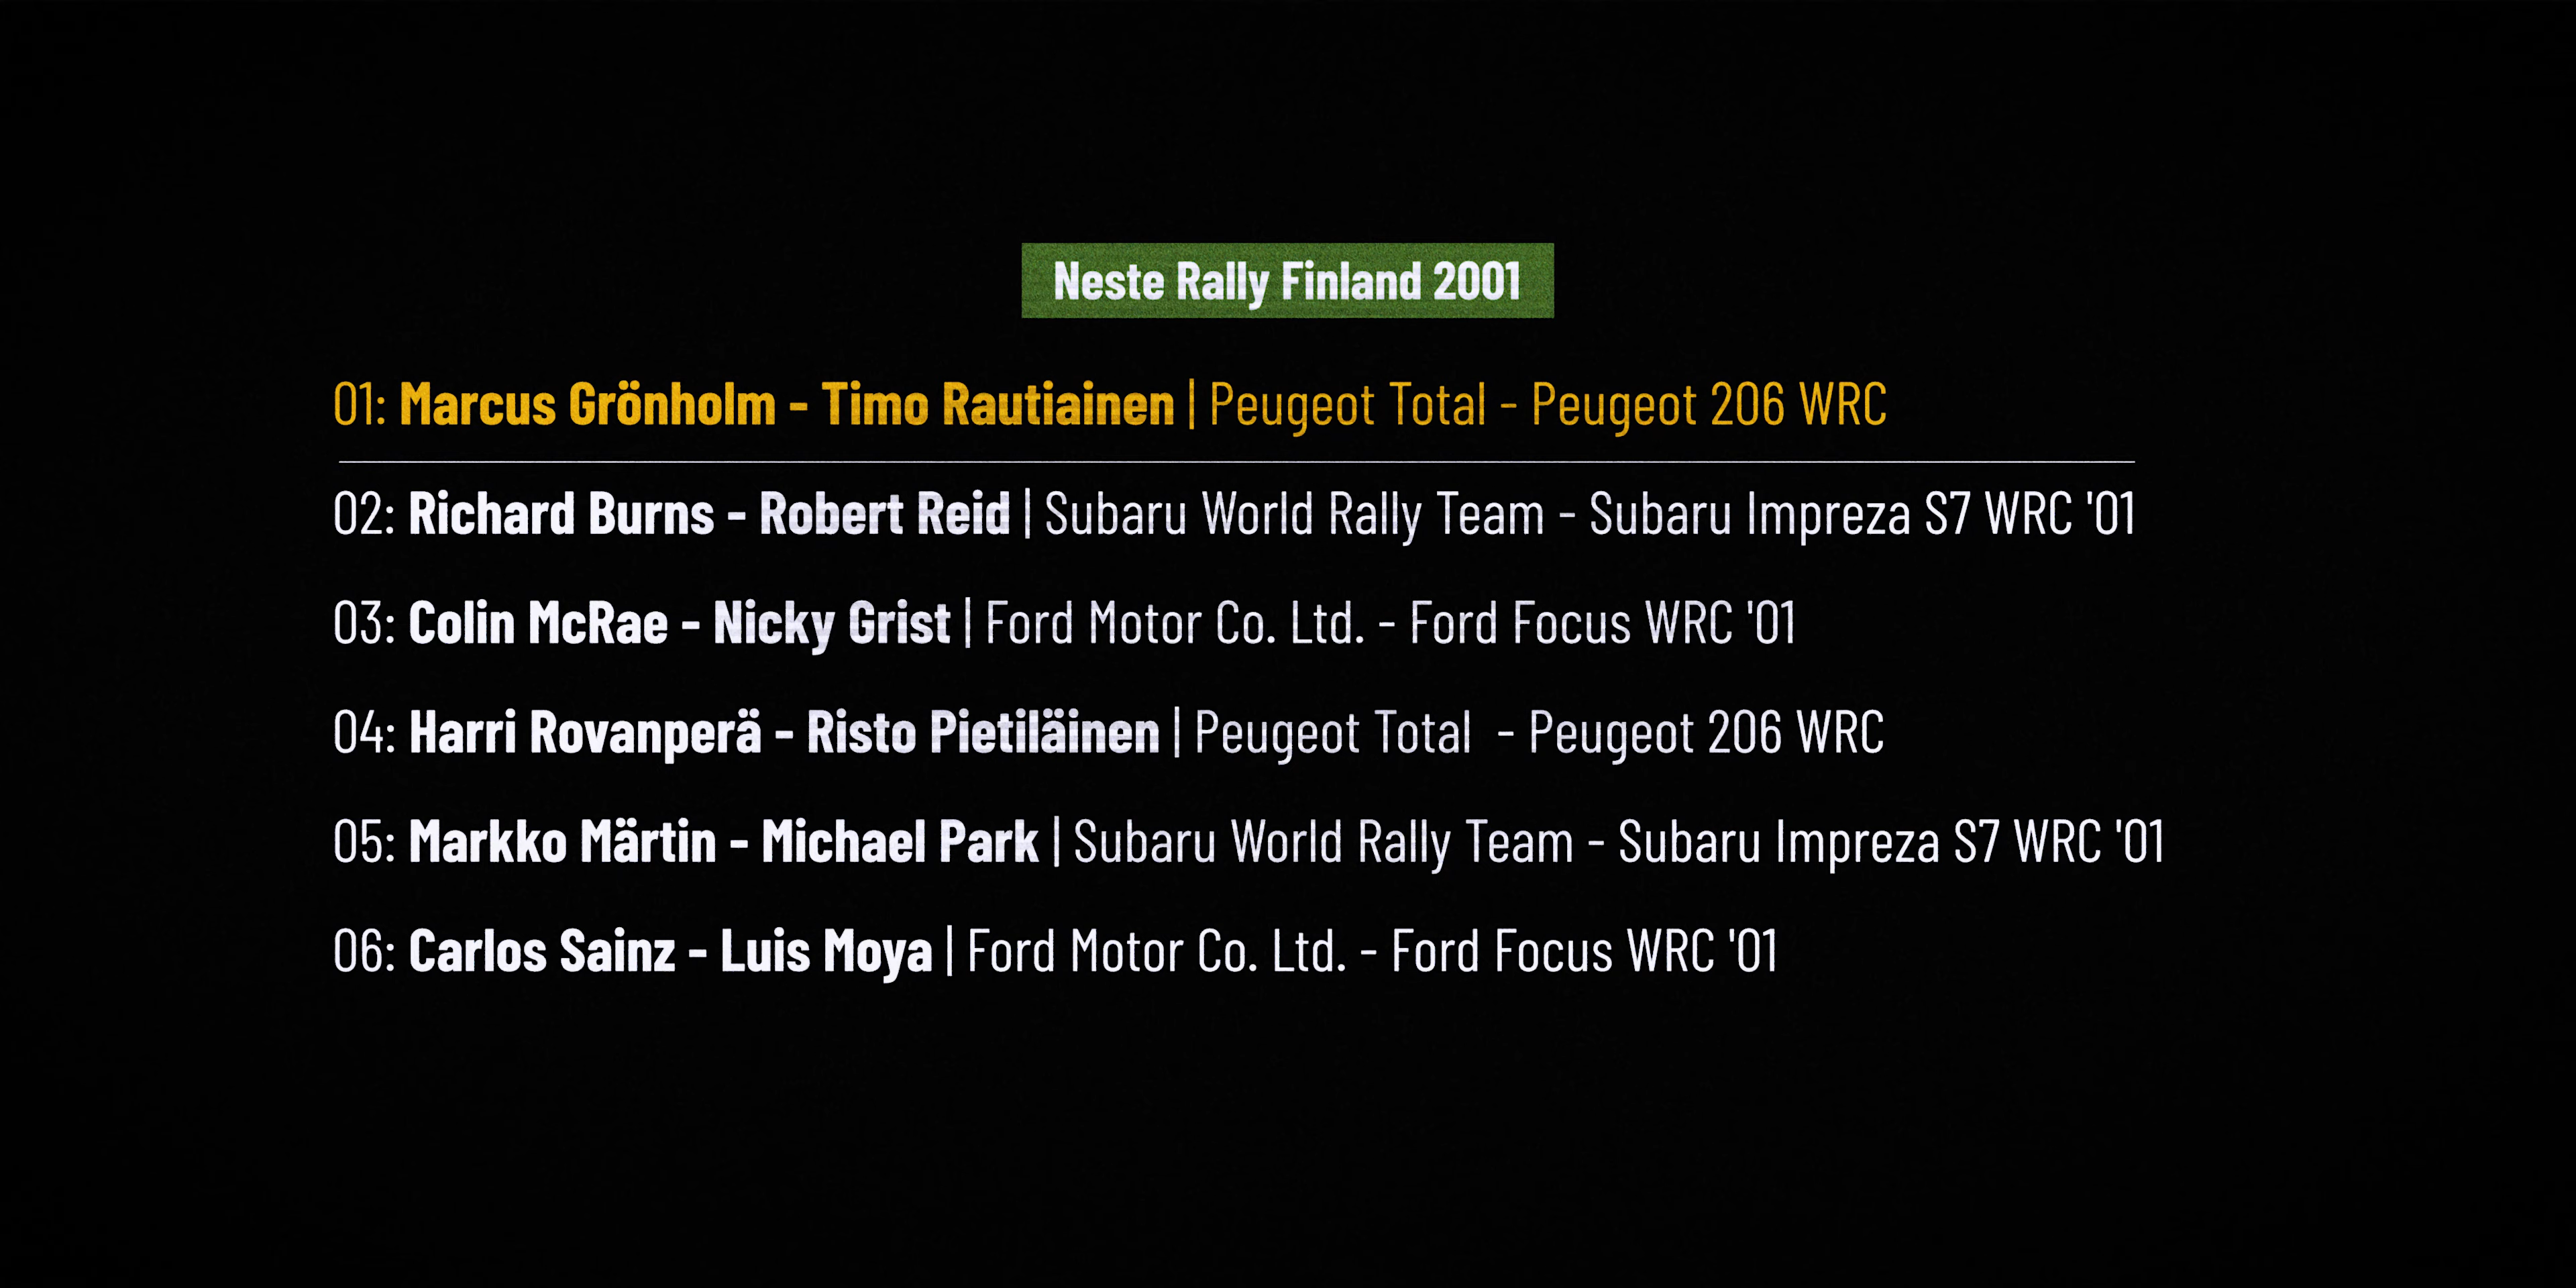 Neste Rally Finland 2001
01: Marcus Grönholm - Timo Rautiainen | Peugeot Total - Peugeot 206 WRC
02: Richard Burns - Robert Reid | Subaru World Rally Team - Subaru Impreza S7 WRC '01
03: Colin McRae - Nicky Grist | Ford Motor Co. Ltd. - Ford Focus WRC '01
04: Harri Rovanperä - Risto Pietiläinen | Peugeot Total  - Peugeot 206 WRC
05: Markko Märtin - Michael Park | Subaru World Rally Team - Subaru Impreza S7 WRC '01
06: Carlos Sainz - Luis Moya | Ford Motor Co. Ltd. - Ford Focus WRC '01